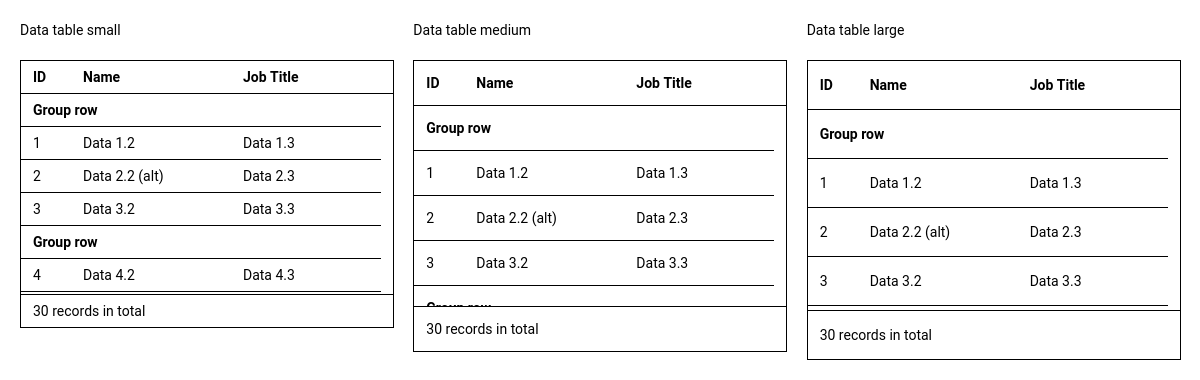 Data table small
ID Name Job Title
Group row
1 Data 1.2 Data 1.3
2 Data 2.2 (alt) Data 2.3
3 Data 3.2 Data 3.3
Group row
4 Data 4.2 Data 4.3
30 records in total
Data table medium
ID Name Job Title
Group row
1 Data 1.2 Data 1.3
2 Data 2.2 (alt) Data 2.3
3 Data 3.2 Data 3.3
30 records in total
Data table large
ID Name Job Title
Group row
1 Data 1.2 Data 1.3
2 Data 2.2 (alt) Data 2.3
3 Data 3.2 Data 3.3
30 records in total